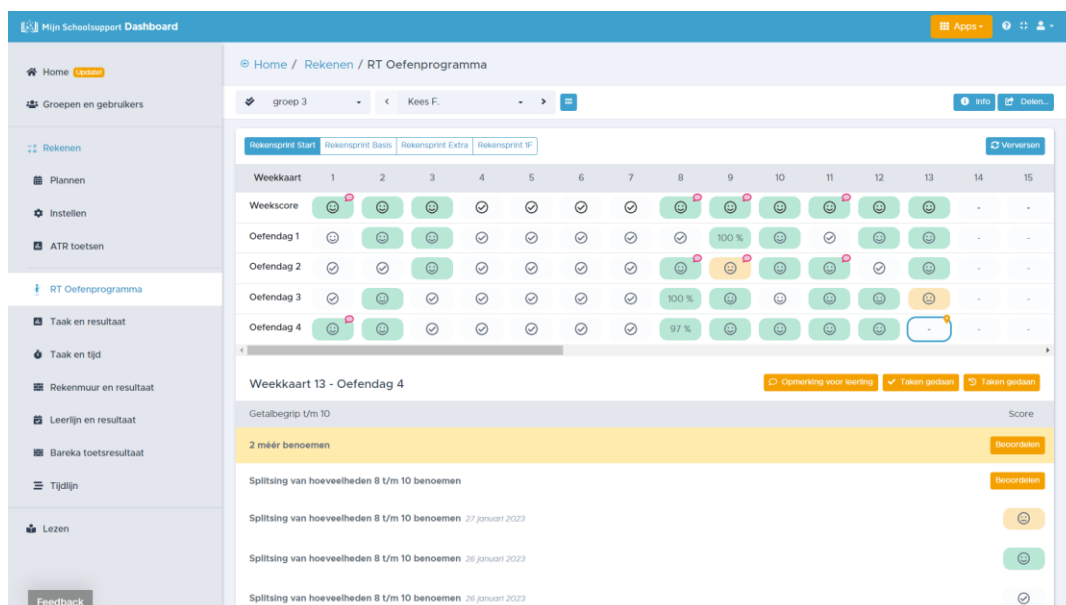 Mijn Schoolsupport Dashboard
Apps
Home Update!
Groepen en gebruikers
Rekenen
Plannen
Instellen
ATR toetsen
RT Oefenprogramma
Taak en resultaat
Taak en tijd
Rekenmuur en resultaat
Leerlijn en resultaat
Bareka toetsresultaat
Tijdlijn
Lezen
Feedback
Home / Rekenen / RT Oefenprogramma
groep 3 < Kees F. >
Info Delen...
Rekensprint Start Rekensprint Basis Rekensprint Extra Rekensprint 1F
Ververse​n
Weekkaart 1 2 3 4 5 6 7 8 9 10 11 12 13 14 15
Weekscore - -
Oefendag 1 100 % - -
Oefendag 2 - -
Oefendag 3 100 % - -
Oefendag 4 97 % - - -
Weekkaart 13 - Oefendag 4
Opmerking voor leerling Taken gedaan Taken gedaan
Getalbegrip t/m 10 Score
2 méér benoemen Beoordelen
Splitsing van hoeveelheden 8 t/m 10 benoemen Beoordelen
Splitsing van hoeveelheden 8 t/m 10 benoemen 27 januari 2023
Splitsing van hoeveelheden 8 t/m 10 benoemen 26 januari 2023
Splitsing van hoeveelheden 8 t/m 10 benoemen 26 januari 2023